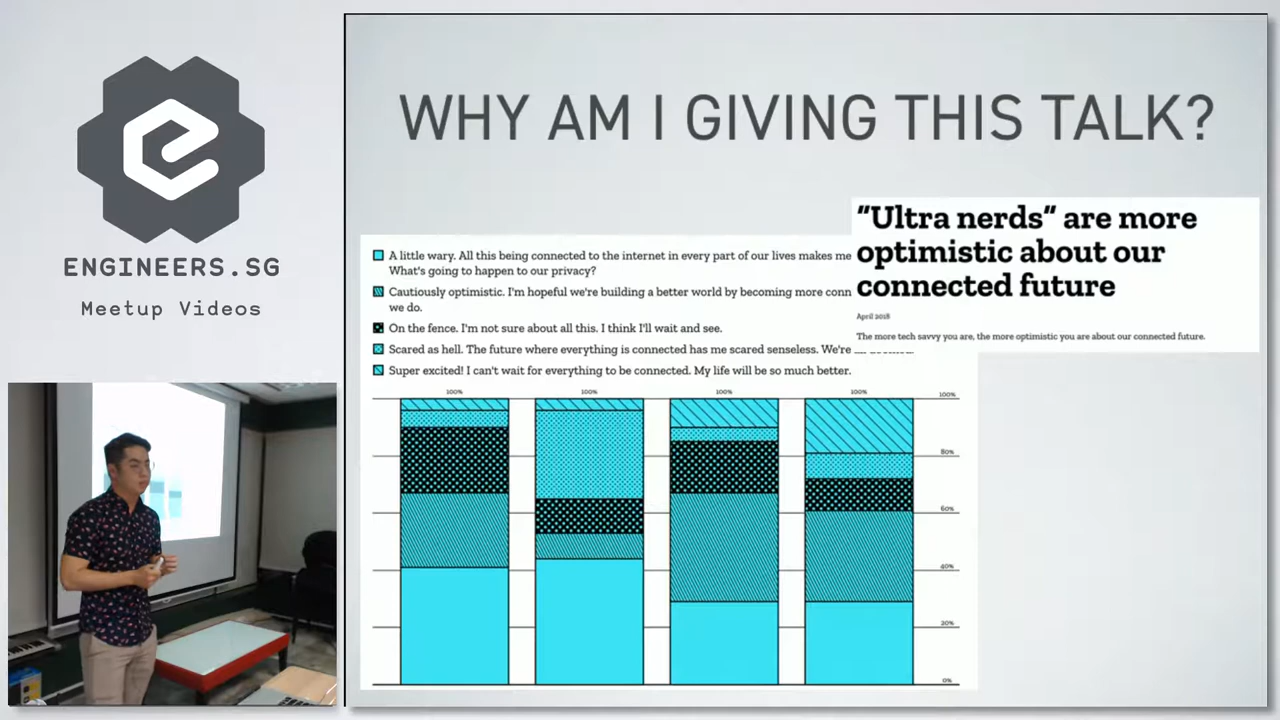 ENGINEERS.SG
Meetup Videos
WHY AM I GIVING THIS TALK?
"Ultra nerds" are more
optimistic about our
connected future
April 2018
The more tech savvy you are, the more optimistic you are about our connected future.
A little wary. All this being connected to the internet in every part of our lives makes me
What's going to happen to our privacy?
Cautiously optimistic. I'm hopeful we're building a better world by becoming more conn
we do.
On the fence. I'm not sure about all this. I think I'll wait and see.
Scared as hell. The future where everything is connected has me scared senseless. We're
Super excited! I can't wait for everything to be connected. My life will be so much better.
100% 100% 100% 100% 100%
80%
60%
40%
20%
0%